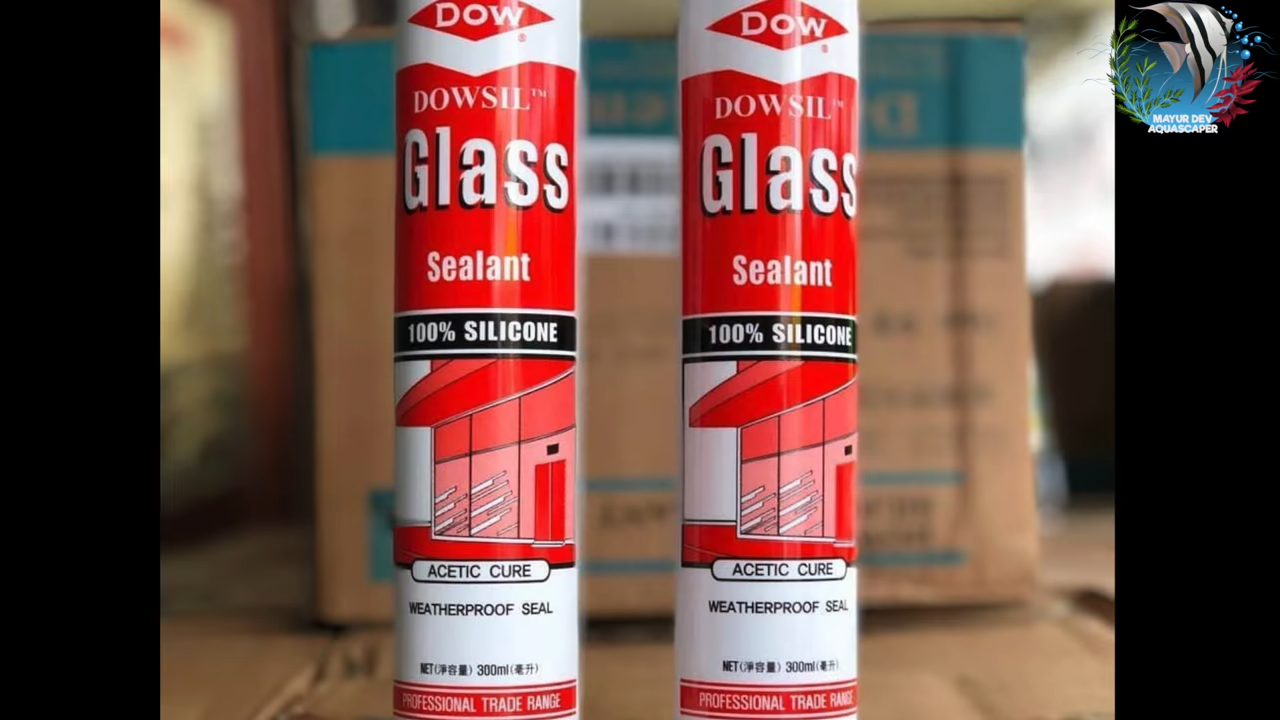 DOW
®
DOWSIL™
Glass
Sealant
100% SILICONE
ACETIC CURE
WEATHERPROOF SEAL
NET(淨容量) 300ml(毫升)
PROFESSIONAL TRADE RANGE
DOW
®
DOWSIL™
Glass
Sealant
100% SILICONE
ACETIC CURE
WEATHERPROOF SEAL
NET(淨容量) 300ml(毫升)
PROFESSIONAL TRADE RANGE
MAYUR DEV
AQUASCAPER